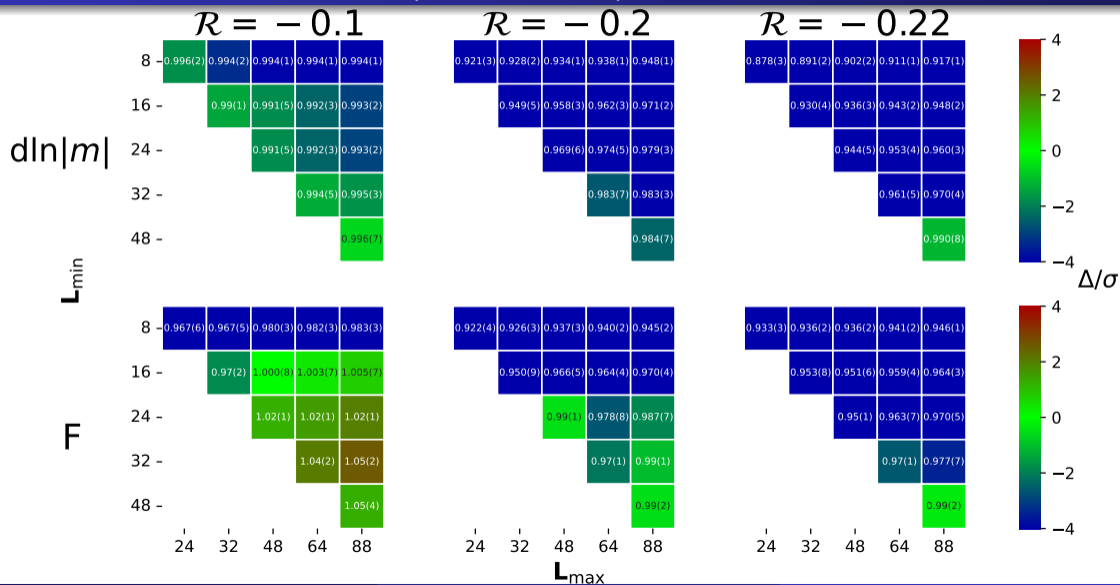 ℛ = −0.1 ℛ = −0.2 ℛ = −0.22
8 0.996(2) 0.994(2) 0.994(1) 0.994(1) 0.994(1) 0.921(3) 0.928(2) 0.934(1) 0.938(1) 0.948(1) 0.878(3) 0.891(2) 0.902(2) 0.911(1) 0.917(1) 4
16 0.99(1) 0.991(5) 0.992(3) 0.993(2) 0.949(5) 0.958(3) 0.962(3) 0.971(2) 0.930(4) 0.936(3) 0.943(2) 0.948(2) 2
dln|m| 24 0.991(5) 0.992(3) 0.993(2) 0.969(6) 0.974(5) 0.979(3) 0.944(5) 0.953(4) 0.960(3) 0
32 0.994(5) 0.995(3) 0.983(7) 0.983(3) 0.961(5) 0.970(4) −2
48 0.996(7) 0.984(7) 0.990(8) −4
L_min
Δ/σ
8 0.967(6) 0.967(5) 0.980(3) 0.982(3) 0.983(3) 0.922(4) 0.926(3) 0.937(3) 0.940(2) 0.945(2) 0.933(3) 0.936(2) 0.936(2) 0.941(2) 0.946(1) 4
16 0.97(2) 1.000(8) 1.003(7) 1.005(7) 0.950(9) 0.966(5) 0.964(4) 0.970(4) 0.953(8) 0.951(6) 0.959(4) 0.964(3) 2
24 1.02(1) 1.02(1) 1.02(1) 0.99(1) 0.978(8) 0.987(7) 0.95(1) 0.963(7) 0.970(5) 0
F
32 1.04(2) 1.05(2) 0.97(1) 0.99(1) 0.97(1) 0.977(7) −2
48 1.05(4) 0.99(2) 0.99(2) −4
24 32 48 64 88 24 32 48 64 88 24 32 48 64 88
L_max